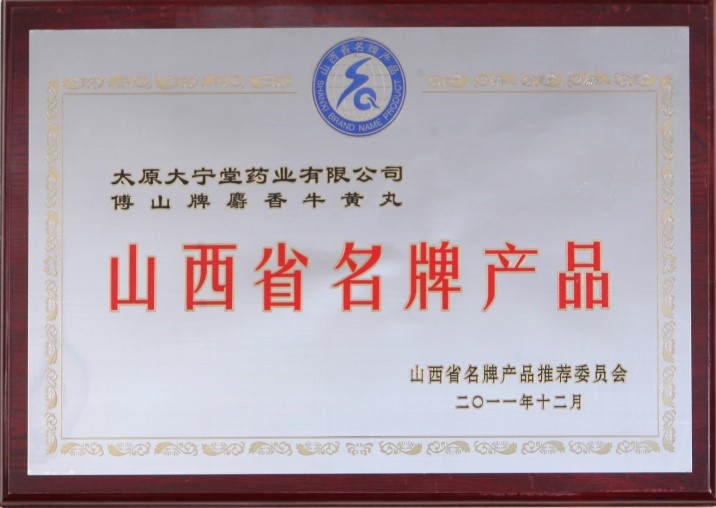 山西省名牌产品
SHANXI BRAND NAME PRODUCT
太原大宁堂药业有限公司
傅山牌麝香牛黄丸
山西省名牌产品
山西省名牌产品推荐委员会
二〇一一年十二月